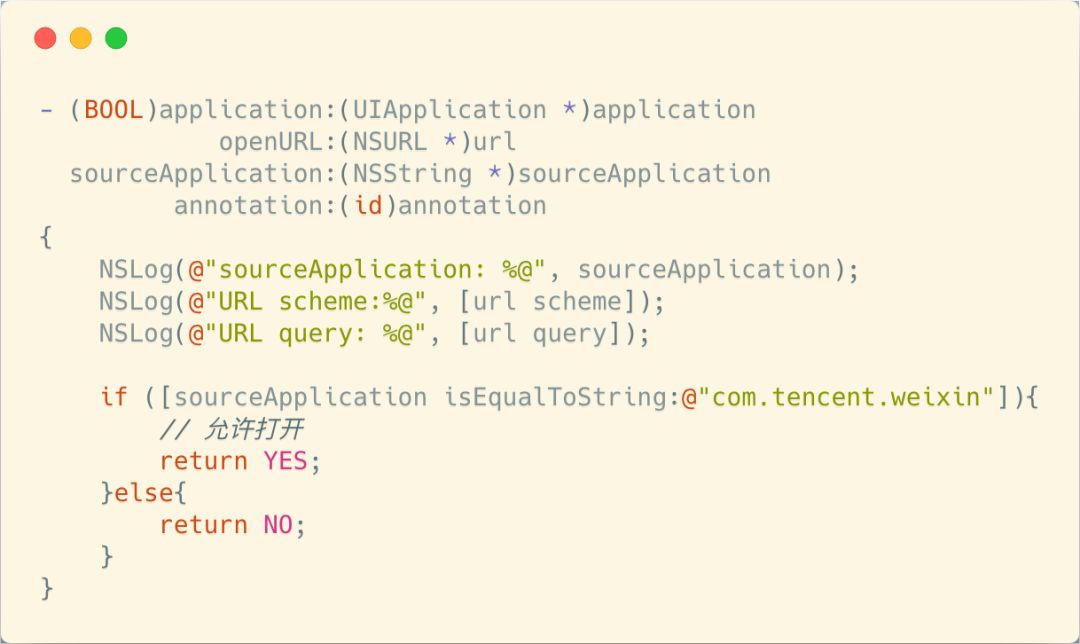 - (BOOL)application:(UIApplication *)application
            openURL:(NSURL *)url
  sourceApplication:(NSString *)sourceApplication
         annotation:(id)annotation
{
    NSLog(@"sourceApplication: %@", sourceApplication);
    NSLog(@"URL scheme:%@", [url scheme]);
    NSLog(@"URL query: %@", [url query]);

    if ([sourceApplication isEqualToString:@"com.tencent.weixin"]){
        // 允许打开
        return YES;
    }else{
        return NO;
    }
}